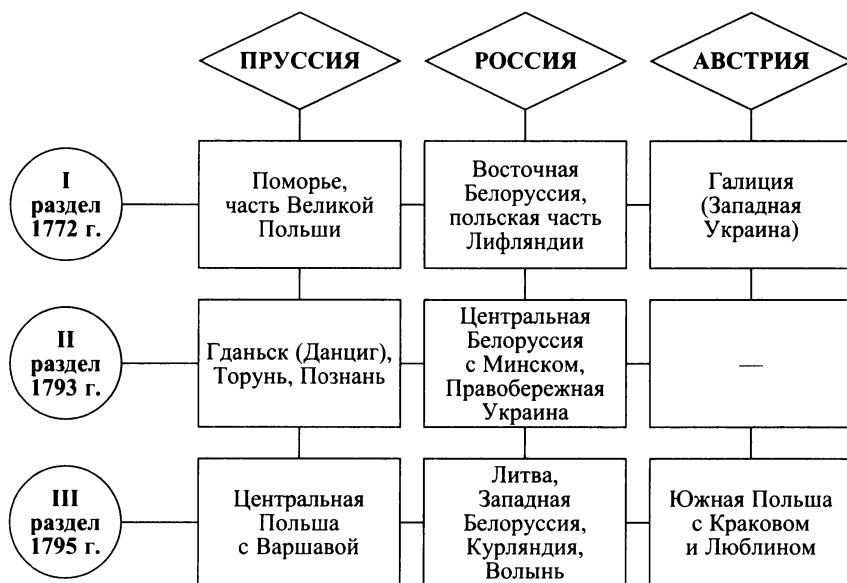 ПРУССИЯ
РОССИЯ
АВСТРИЯ
I
раздел
1772 г.
Поморье,
часть Великой
Польши
Восточная
Белоруссия,
польская часть
Лифляндии
Галиция
(Западная
Украина)
II
раздел
1793 г.
Гданьск (Данциг),
Торунь, Познань
Центральная
Белоруссия
с Минском,
Правобережная
Украина
—
III
раздел
1795 г.
Центральная
Польша
с Варшавой
Литва,
Западная
Белоруссия,
Курляндия,
Волынь
Южная Польша
с Краковом
и Люблином